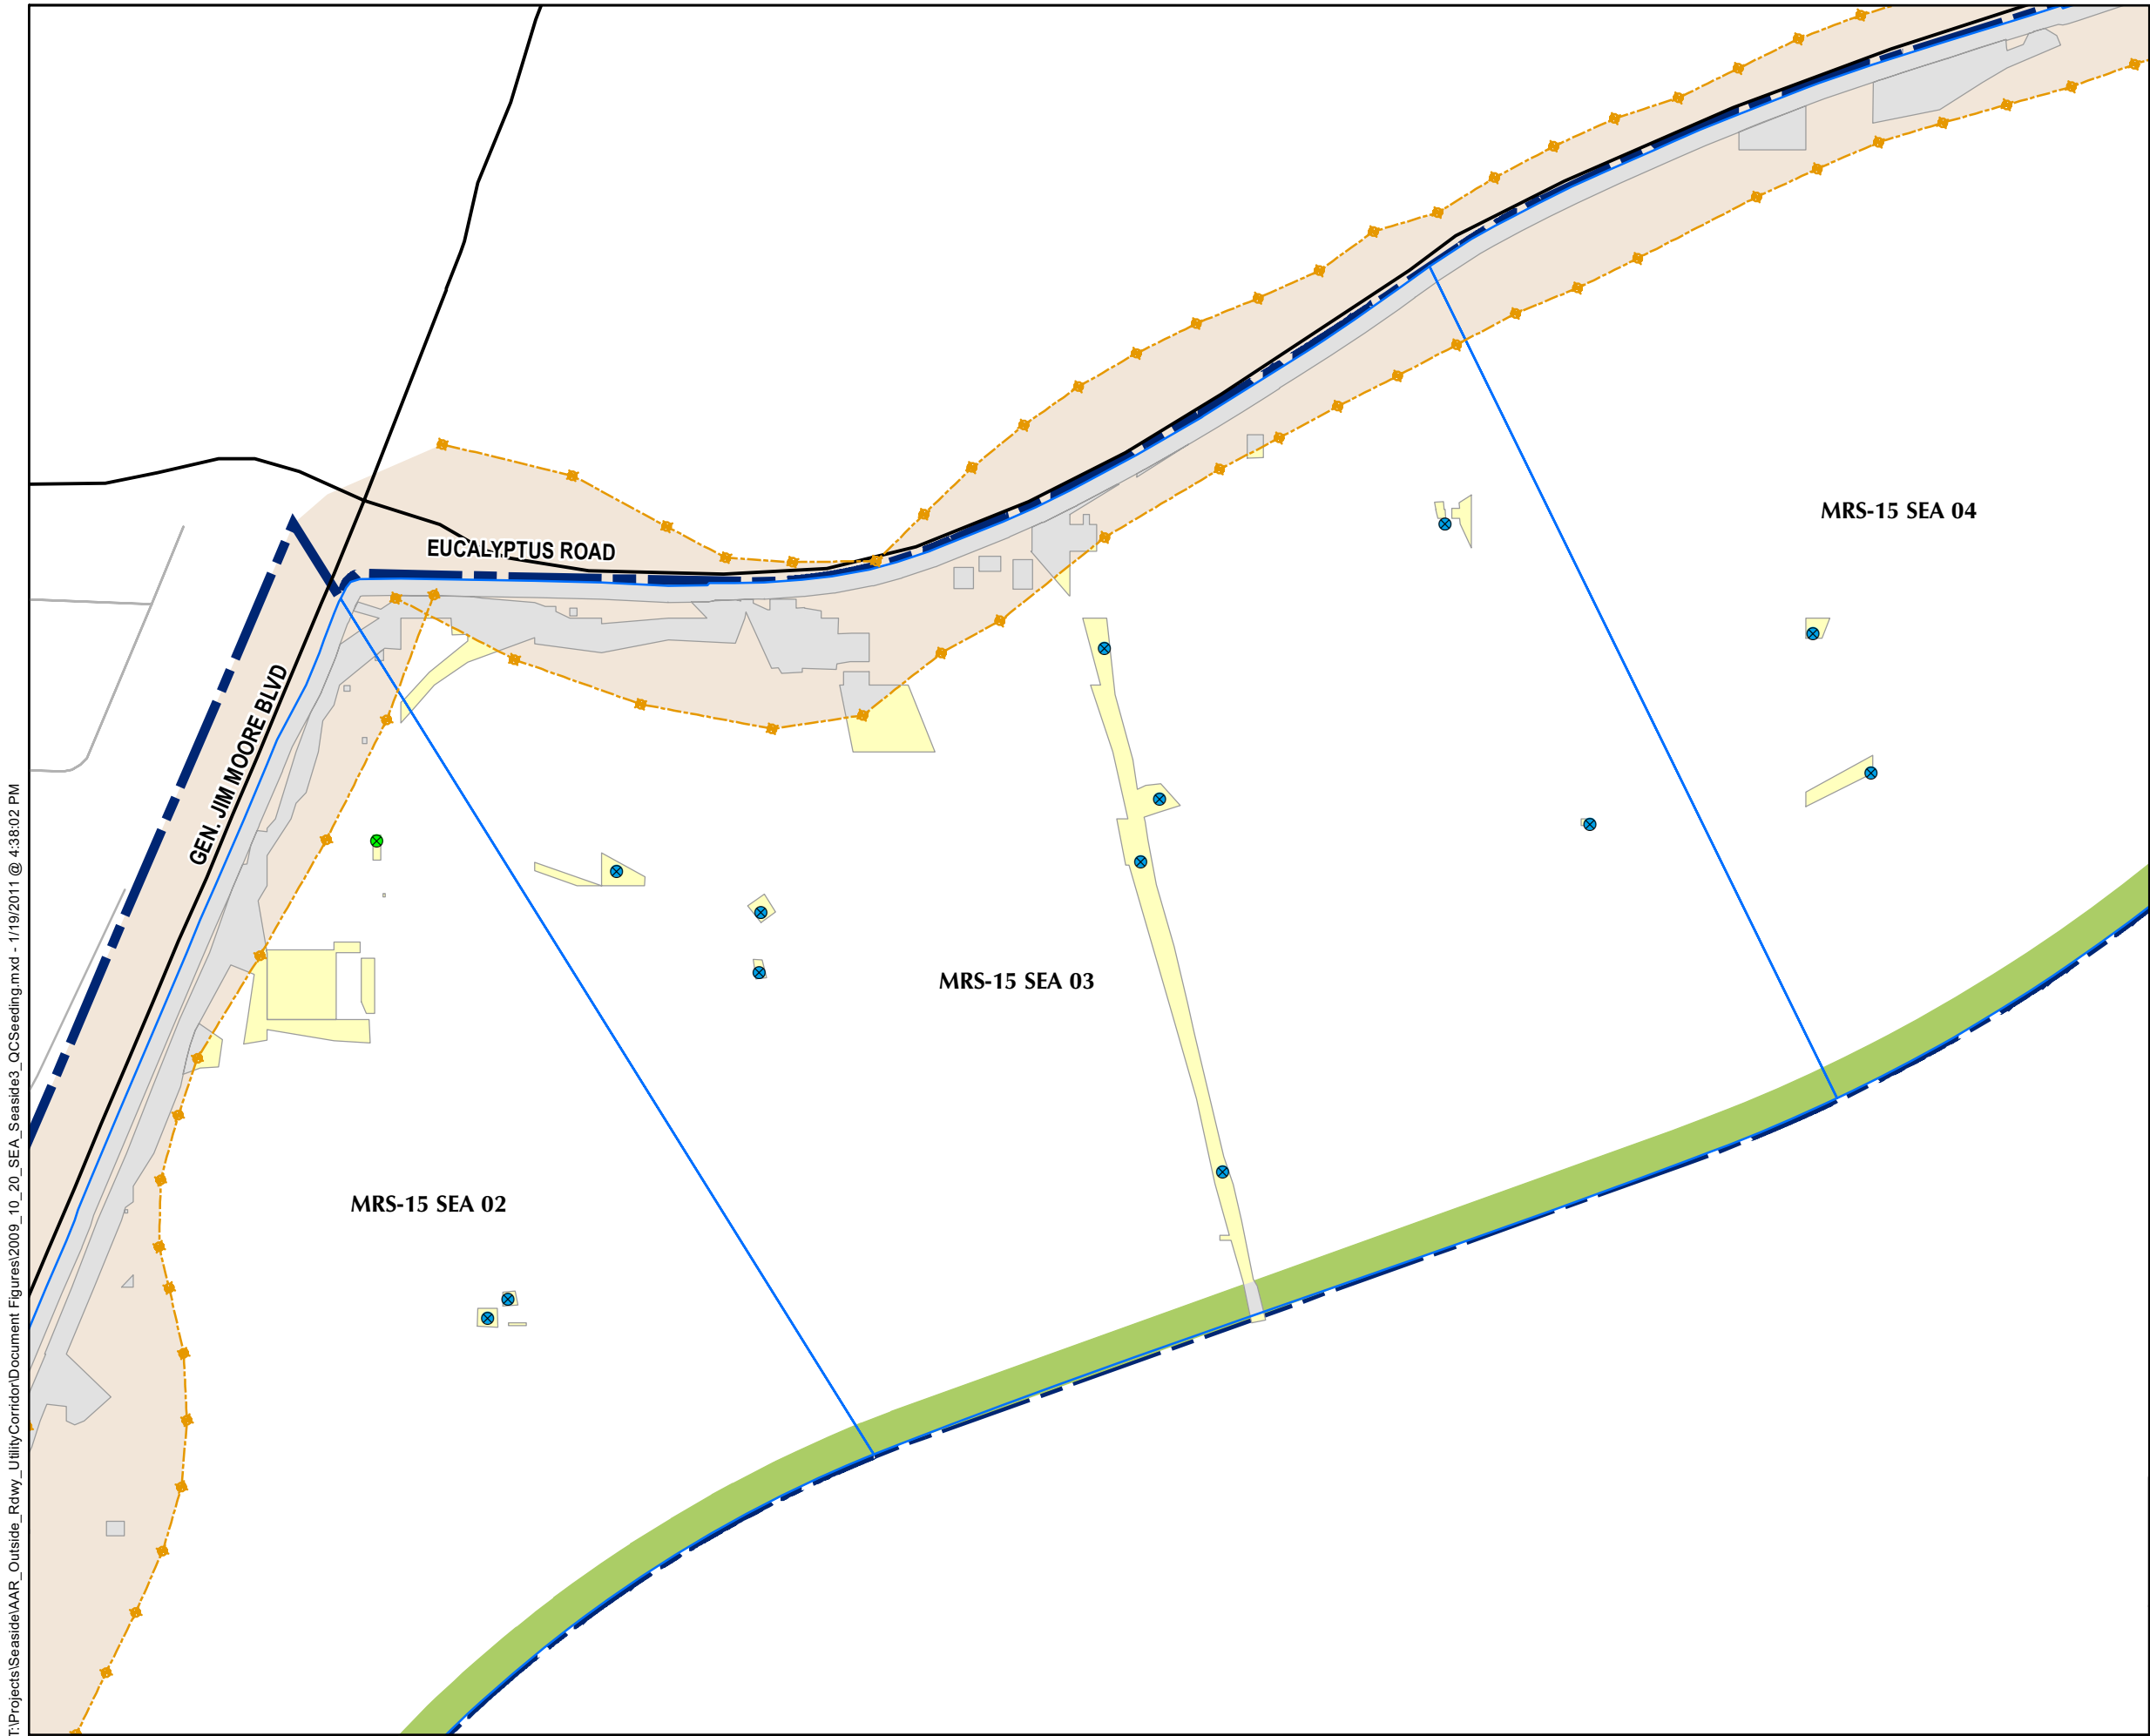 MRS-15 SEA 04
EUCALYPTUS ROAD
GEN. JIM MOORE BLVD
MRS-15 SEA 03
MRS-15 SEA 02
T:\Projects\Seaside\AAR_Outside_Rdwy_UtilityCorridor\Document Figures\2009_10_20_SEA_Seaside3_QCSeeding.mxd - 1/19/2011 @ 4:38:02 PM